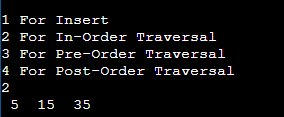 1 For Insert
2 For In-Order Traversal
3 For Pre-Order Traversal
4 For Post-Order Traversal
2
5 15 35